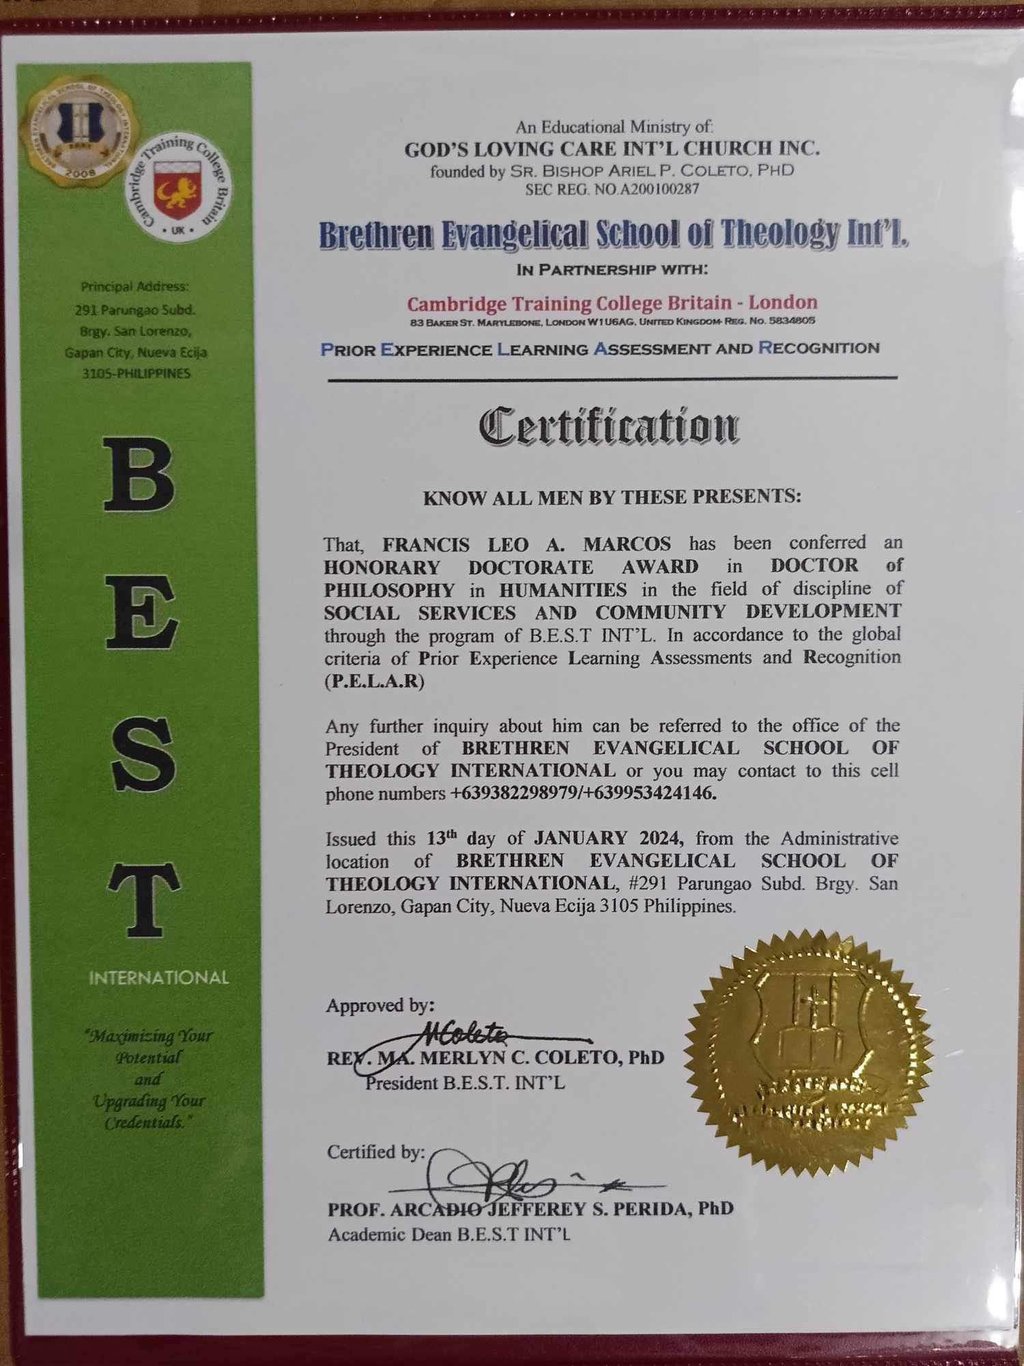 BRETHREN EVANGELICAL SCHOOL OF THEOLOGY INTERNATIONAL
2008
Cambridge Training College Britain
• UK •
Principal Address:
291 Parungao Subd.
Brgy. San Lorenzo,
Gapan City, Nueva Ecija
3105-PHILIPPINES
B
E
S
T
INTERNATIONAL
"Maximizing Your
Potential
and
Upgrading Your
Credentials."
An Educational Ministry of:
GOD'S LOVING CARE INT'L CHURCH INC.
founded by SR. BISHOP ARIEL P. COLETO, PhD
SEC REG. NO.A200100287
Brethren Evangelical School of Theology Int'l.
IN PARTNERSHIP WITH:
Cambridge Training College Britain - London
83 BAKER ST. MARYLEBONE, LONDON W1U6AG, UNITED KINGDOM- REG. NO. 5834805
PRIOR EXPERIENCE LEARNING ASSESSMENT AND RECOGNITION
Certification
KNOW ALL MEN BY THESE PRESENTS:
That, FRANCIS LEO A. MARCOS has been conferred an
HONORARY DOCTORATE AWARD in DOCTOR of
PHILOSOPHY in HUMANITIES in the field of discipline of
SOCIAL SERVICES AND COMMUNITY DEVELOPMENT
through the program of B.E.S.T INT'L. In accordance to the global
criteria of Prior Experience Learning Assessments and Recognition
(P.E.L.A.R)
Any further inquiry about him can be referred to the office of the
President of BRETHREN EVANGELICAL SCHOOL OF
THEOLOGY INTERNATIONAL or you may contact to this cell
phone numbers +639382298979/+639953424146.
Issued this 13th day of JANUARY 2024, from the Administrative
location of BRETHREN EVANGELICAL SCHOOL OF
THEOLOGY INTERNATIONAL, #291 Parungao Subd. Brgy. San
Lorenzo, Gapan City, Nueva Ecija 3105 Philippines.
Approved by:
MColeto
REV. MA. MERLYN C. COLETO, PhD
President B.E.S.T. INT'L
Certified by:
PROF. ARCADIO JEFFEREY S. PERIDA, PhD
Academic Dean B.E.S.T INT'L